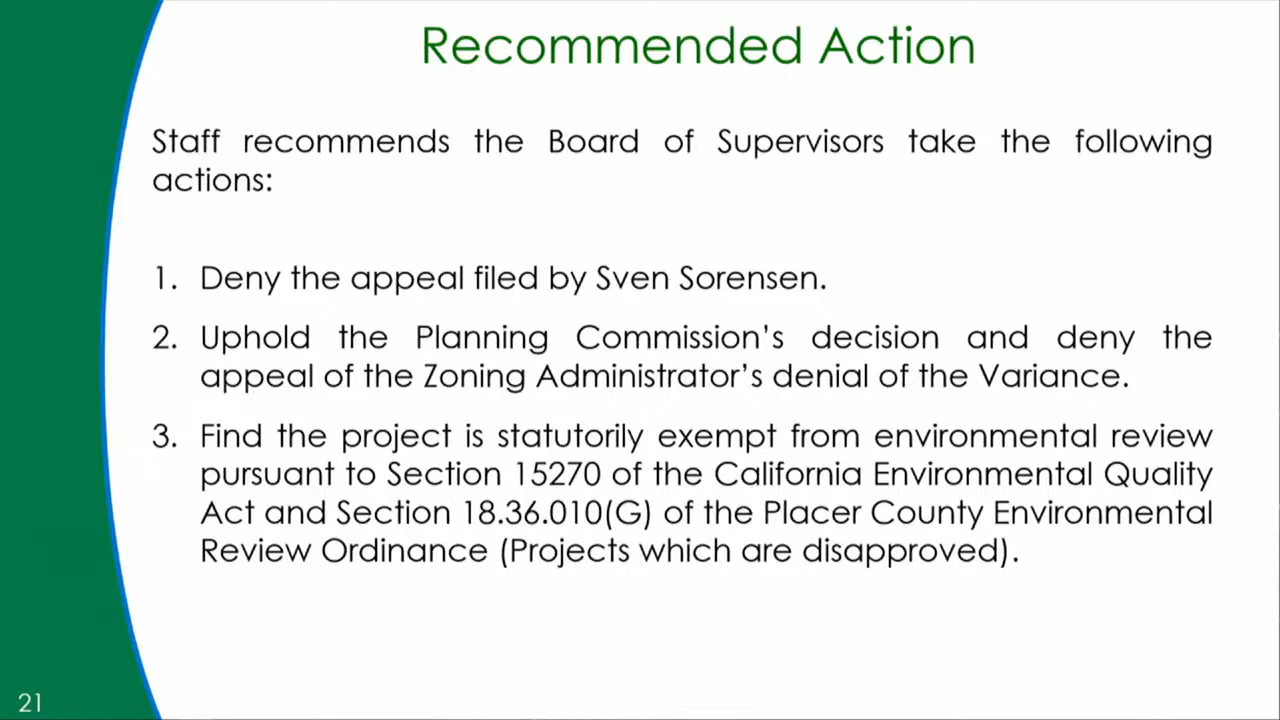 Recommended Action
Staff recommends the Board of Supervisors take the following
actions:
1. Deny the appeal filed by Sven Sorensen.
2. Uphold the Planning Commission's decision and deny the
appeal of the Zoning Administrator's denial of the Variance.
3. Find the project is statutorily exempt from environmental review
pursuant to Section 15270 of the California Environmental Quality
Act and Section 18.36.010(G) of the Placer County Environmental
Review Ordinance (Projects which are disapproved).
21